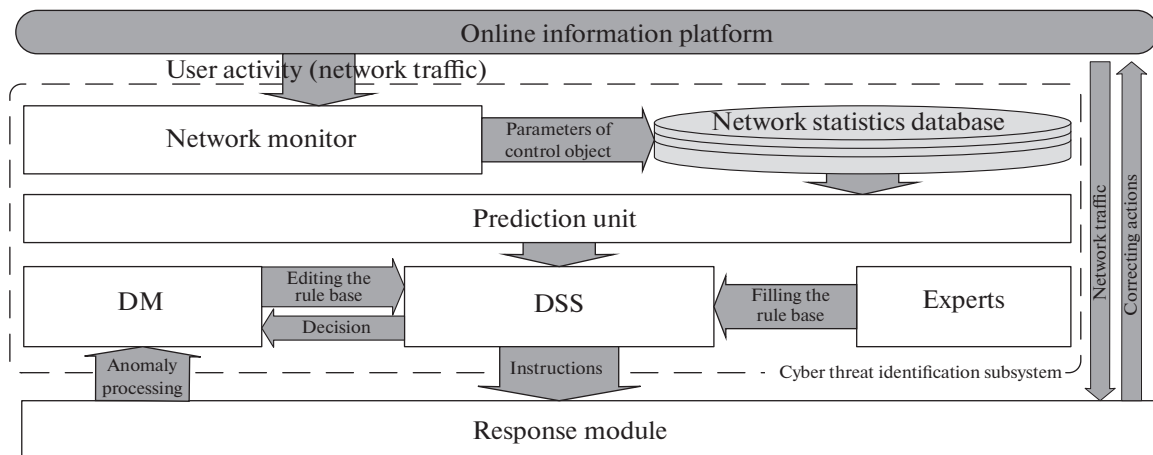 Online information platform
User activity (network traffic)
Network monitor
Parameters of
control object
Network statistics database
Prediction unit
DM
Editing the
rule base
Decision
DSS
Filling the
rule base
Experts
Anomaly
processing
Instructions
Cyber threat identification subsystem
Network traffic
Correcting actions
Response module